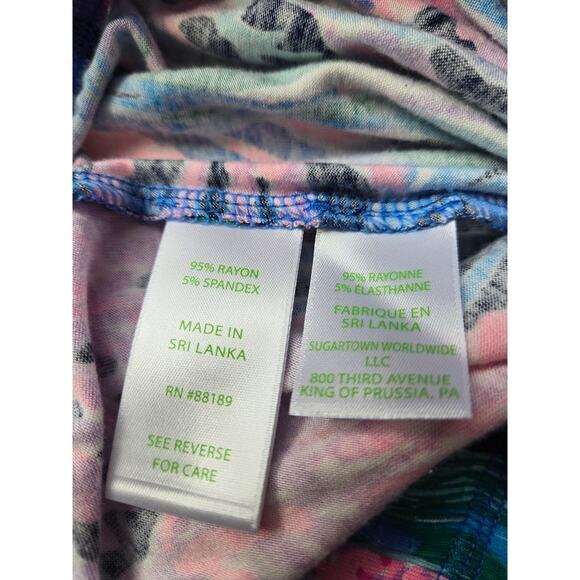 95% RAYON
5% SPANDEX
MADE IN
SRI LANKA
RN #88189
SEE REVERSE
FOR CARE
95% RAYONNE
5% ÉLASTHANNE
FABRIQUE EN
SRI LANKA
SUGARTOWN WORLDWIDE
LLC
800 THIRD AVENUE
KING OF PRUSSIA, PA